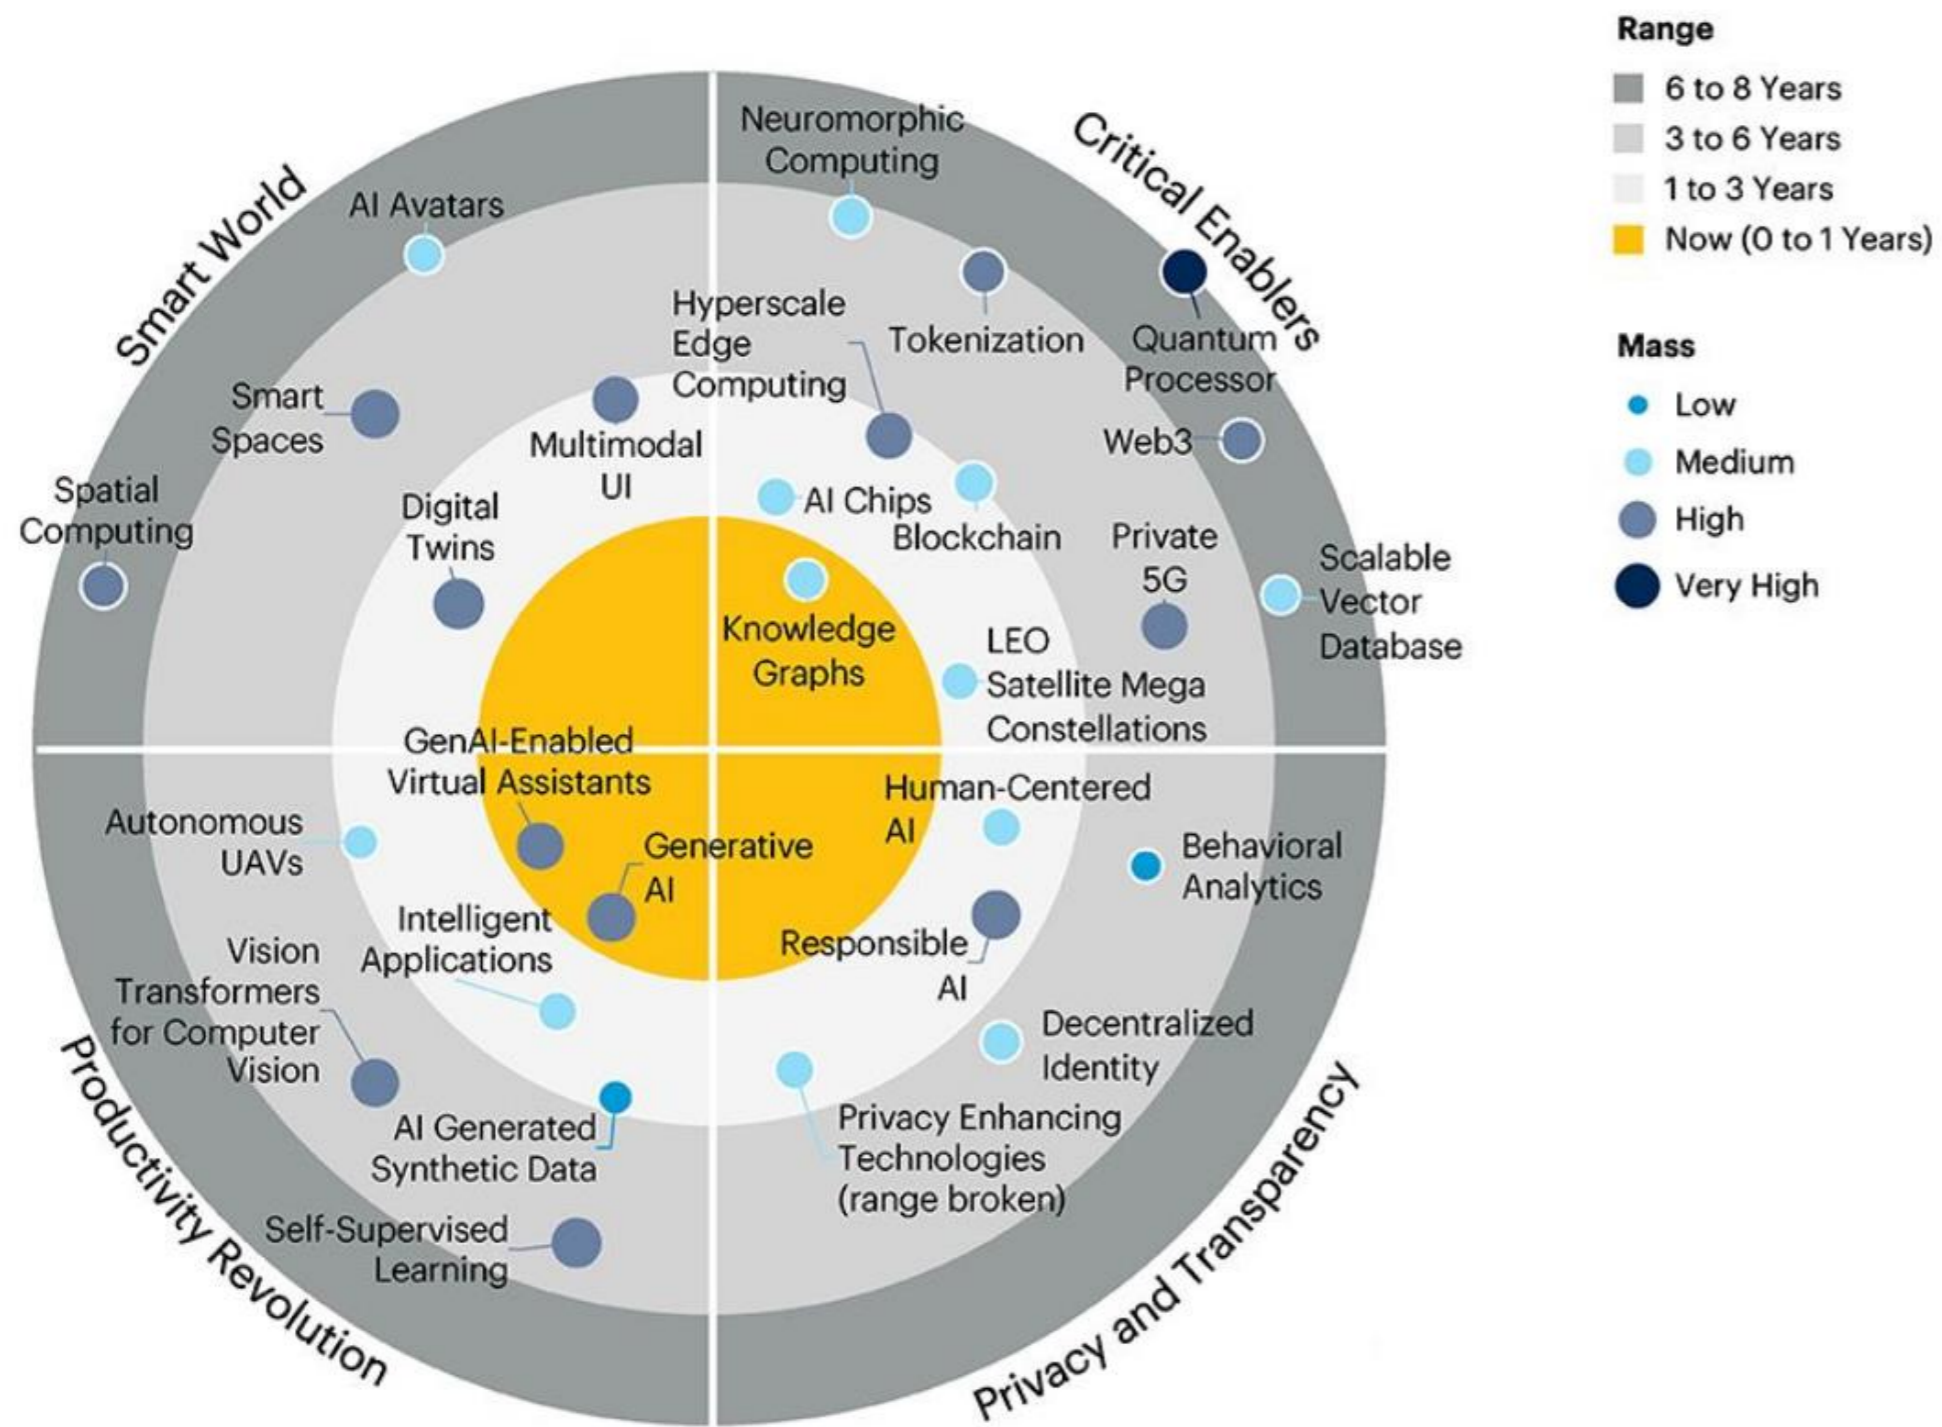 Range
6 to 8 Years
3 to 6 Years
1 to 3 Years
Now (0 to 1 Years)
Mass
Low
Medium
High
Very High
Smart World
AI Avatars
Smart
Spaces
Spatial
Computing
Multimodal
UI
Digital
Twins
Critical Enablers
Neuromorphic
Computing
Tokenization
Quantum
Processor
Hyperscale
Edge
Computing
Web3
AI Chips
Blockchain
Private
5G
Scalable
Vector
Database
Knowledge
Graphs
LEO
Satellite Mega
Constellations
Productivity Revolution
GenAI-Enabled
Virtual Assistants
Autonomous
UAVs
Generative
AI
Intelligent
Applications
Vision
Transformers
for Computer
Vision
AI Generated
Synthetic Data
Self-Supervised
Learning
Privacy and Transparency
Human-Centered
AI
Behavioral
Analytics
Responsible
AI
Decentralized
Identity
Privacy Enhancing
Technologies
(range broken)